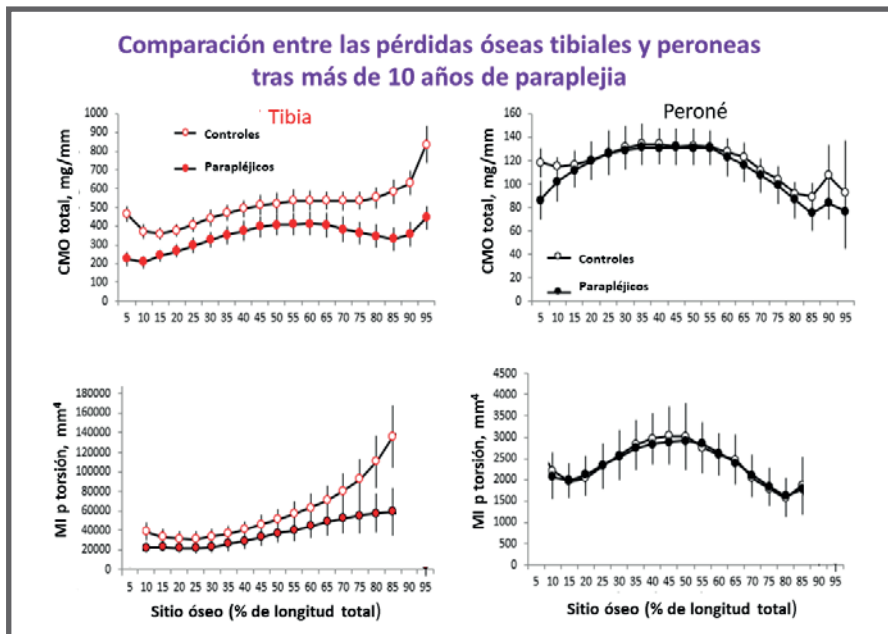 Comparación entre las pérdidas óseas tibiales y peroneas
tras más de 10 años de paraplejia
Tibia
CMO total, mg/mm
1000
900
800
700
600
500
400
300
200
100
0
Controles
Parapléjicos
5 10 15 20 25 30 35 40 45 50 55 60 65 70 75 80 85 90 95
Peroné
CMO total, mg/mm
160
140
120
100
80
60
40
20
0
Controles
Parapléjicos
5 10 15 20 25 30 35 40 45 50 55 60 65 70 75 80 85 90 95
MI p torsión, mm⁴
180000
160000
140000
120000
100000
80000
60000
40000
20000
0
5 10 15 20 25 30 35 40 45 50 55 60 65 70 75 80 85 90 95
Sitio óseo (% de longitud total)
MI p torsión, mm⁴
4500
4000
3500
3000
2500
2000
1500
1000
500
0
5 10 15 20 25 30 35 40 45 50 55 60 65 70 75 80 85 90 95
Sitio óseo (% de longitud total)